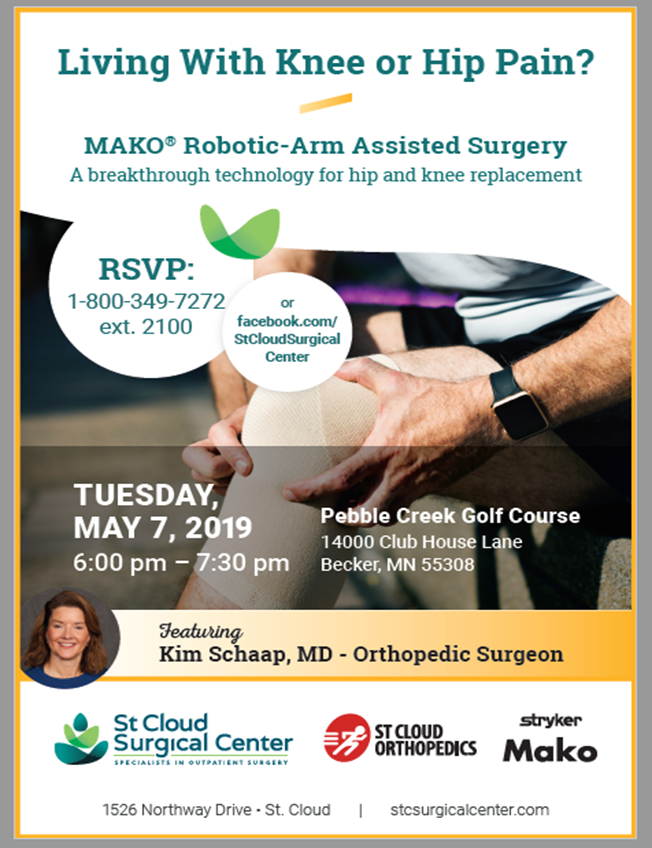 Living With Knee or Hip Pain?
MAKO® Robotic-Arm Assisted Surgery
A breakthrough technology for hip and knee replacement
RSVP:
1-800-349-7272
ext. 2100
or
facebook.com/
StCloudSurgical
Center
TUESDAY,
MAY 7, 2019
6:00 pm – 7:30 pm
Pebble Creek Golf Course
14000 Club House Lane
Becker, MN 55308
Featuring
Kim Schaap, MD - Orthopedic Surgeon
St Cloud
Surgical Center
SPECIALISTS IN OUTPATIENT SURGERY
ST CLOUD
ORTHOPEDICS
stryker
Mako
1526 Northway Drive • St. Cloud | stcsurgicalcenter.com